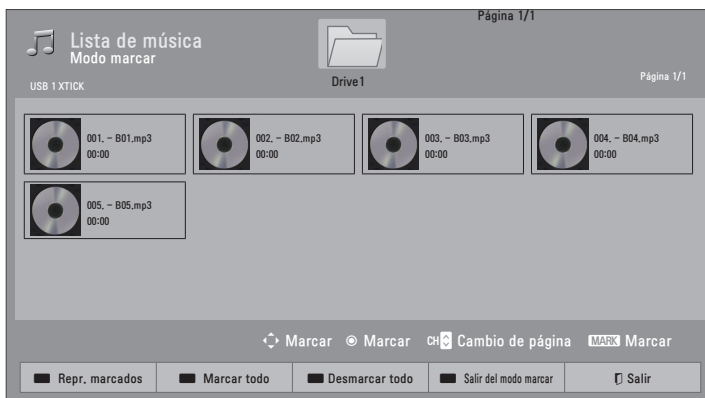 Página 1/1
Lista de música
Modo marcar
Drive1
USB 1 XTICK
Página 1/1
001. - B01.mp3
00:00
002. - B02.mp3
00:00
003. - B03.mp3
00:00
004. - B04.mp3
00:00
005. - B05.mp3
00:00
Marcar Marcar CH Cambio de página MARK Marcar
Repr. marcados Marcar todo Desmarcar todo Salir del modo marcar Salir